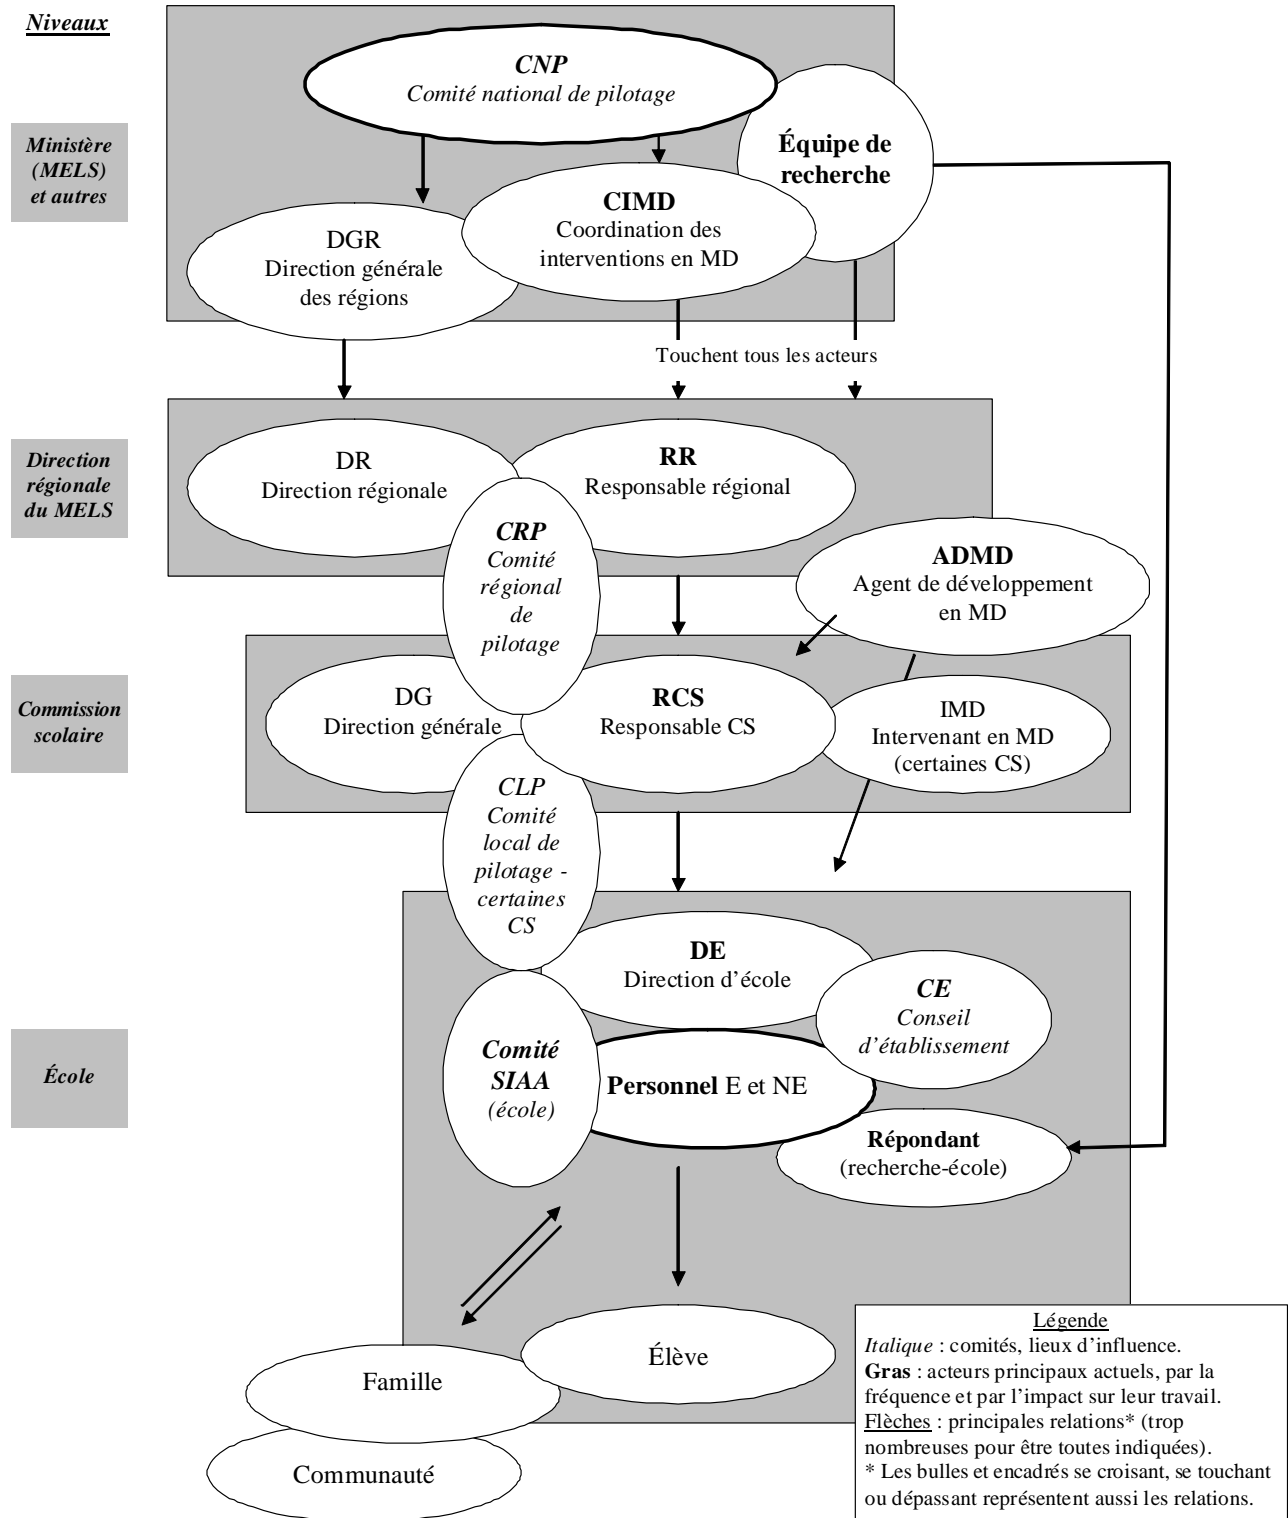 Niveaux
CNP
Comité national de pilotage
Ministère
(MELS)
et autres
Équipe de
recherche
CIMD
Coordination des
interventions en MD
DGR
Direction générale
des régions
Touchent tous les acteurs
Direction
régionale
du MELS
DR
Direction régionale
RR
Responsable régional
CRP
Comité
régional
de
pilotage
ADMD
Agent de développement
en MD
Commission
scolaire
DG
Direction générale
RCS
Responsable CS
IMD
Intervenant en MD
(certaines CS)
CLP
Comité
local de
pilotage -
certaines
CS
DE
Direction d'école
CE
Conseil
d'établissement
École
Comité
SIAA
(école)
Personnel E et NE
Répondant
(recherche-école)
Élève
Famille
Communauté
Légende
Italique : comités, lieux d'influence.
Gras : acteurs principaux actuels, par la
fréquence et par l'impact sur leur travail.
Flèches : principales relations* (trop
nombreuses pour être toutes indiquées).
* Les bulles et encadrés se croisant, se touchant
ou dépassant représentent aussi les relations.